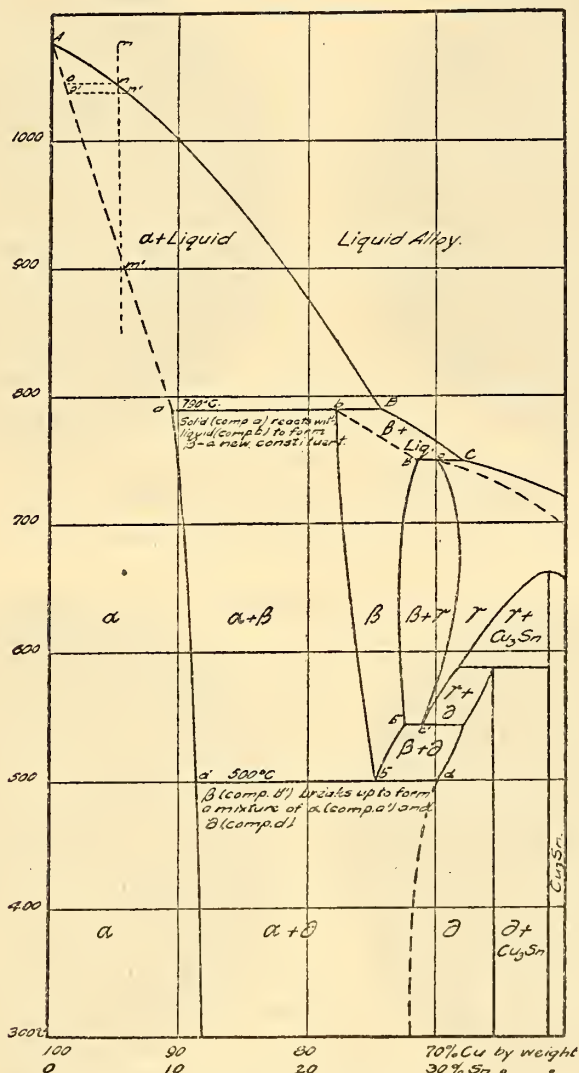 A
m
o n
o' n'
1000
α+Liquid Liquid Alloy.
900 m'
800
a 790°C. b B
Solid (comp a) reacts with
liquid (comp b) to form
β-a new constituent.
β+
Liq. C
700
α α+β β β+γ γ γ+
Cu₃Sn
600
γ+
∂
β+∂
500 a' 500°C d
β (comp. b') breaks up to form
a mixture of α (comp. a') and
∂ (comp. d).
Cu₃Sn.
400
α α+∂ ∂ ∂+
Cu₃Sn
300
100 90 80 70% Cu by weight
0 10 20 30% Sn " "